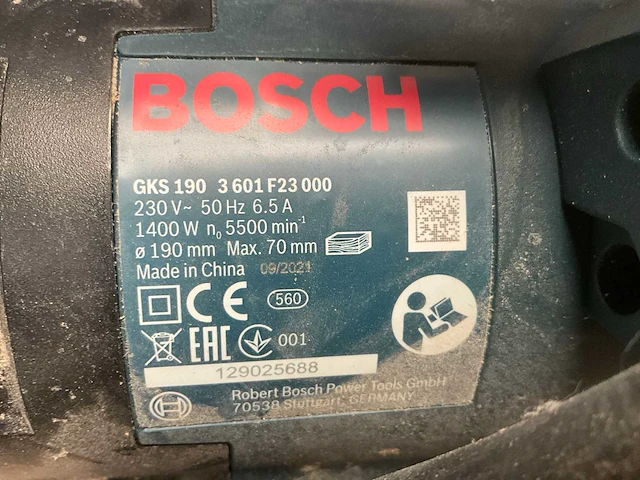 BOSCH
GKS 190 3 601 F23 000
230 V~ 50 Hz 6.5 A
1400 W n₀ 5500 min⁻¹
ø 190 mm Max. 70 mm
Made in China 09/2021
CE 560
EAC 001
129025688
Robert Bosch Power Tools GmbH
70538 Stuttgart, GERMANY